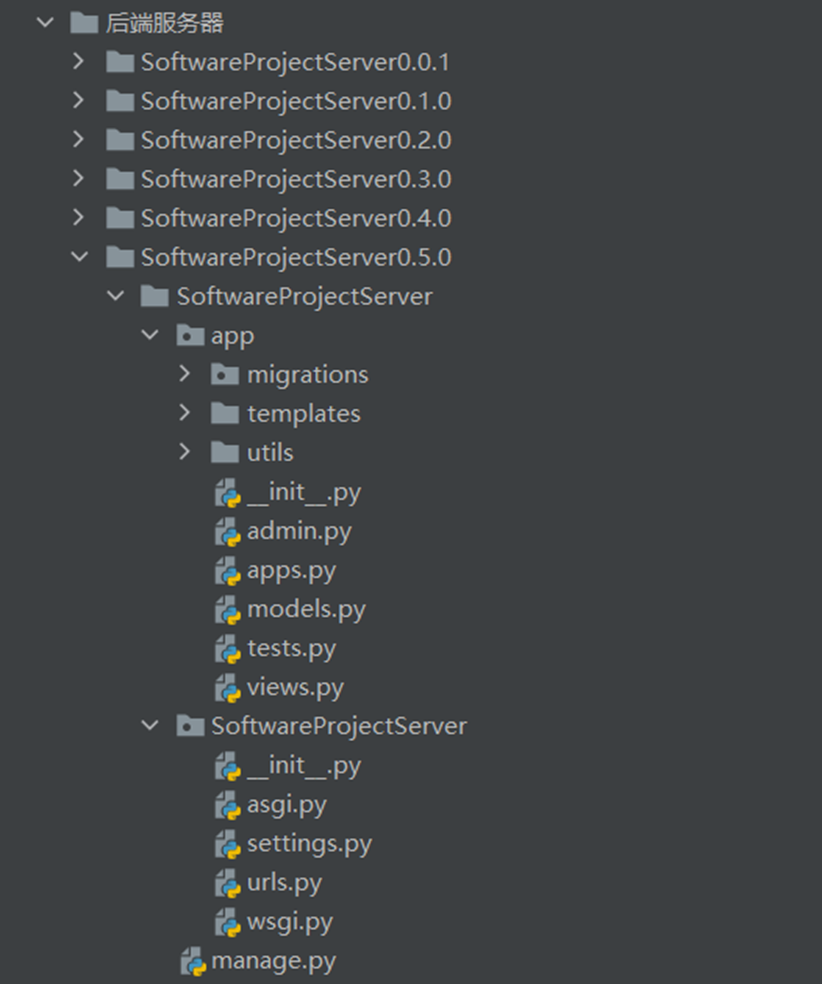 后端服务器
SoftwareProjectServer0.0.1
SoftwareProjectServer0.1.0
SoftwareProjectServer0.2.0
SoftwareProjectServer0.3.0
SoftwareProjectServer0.4.0
SoftwareProjectServer0.5.0
SoftwareProjectServer
app
migrations
templates
utils
__init__.py
admin.py
apps.py
models.py
tests.py
views.py
SoftwareProjectServer
__init__.py
asgi.py
settings.py
urls.py
wsgi.py
manage.py